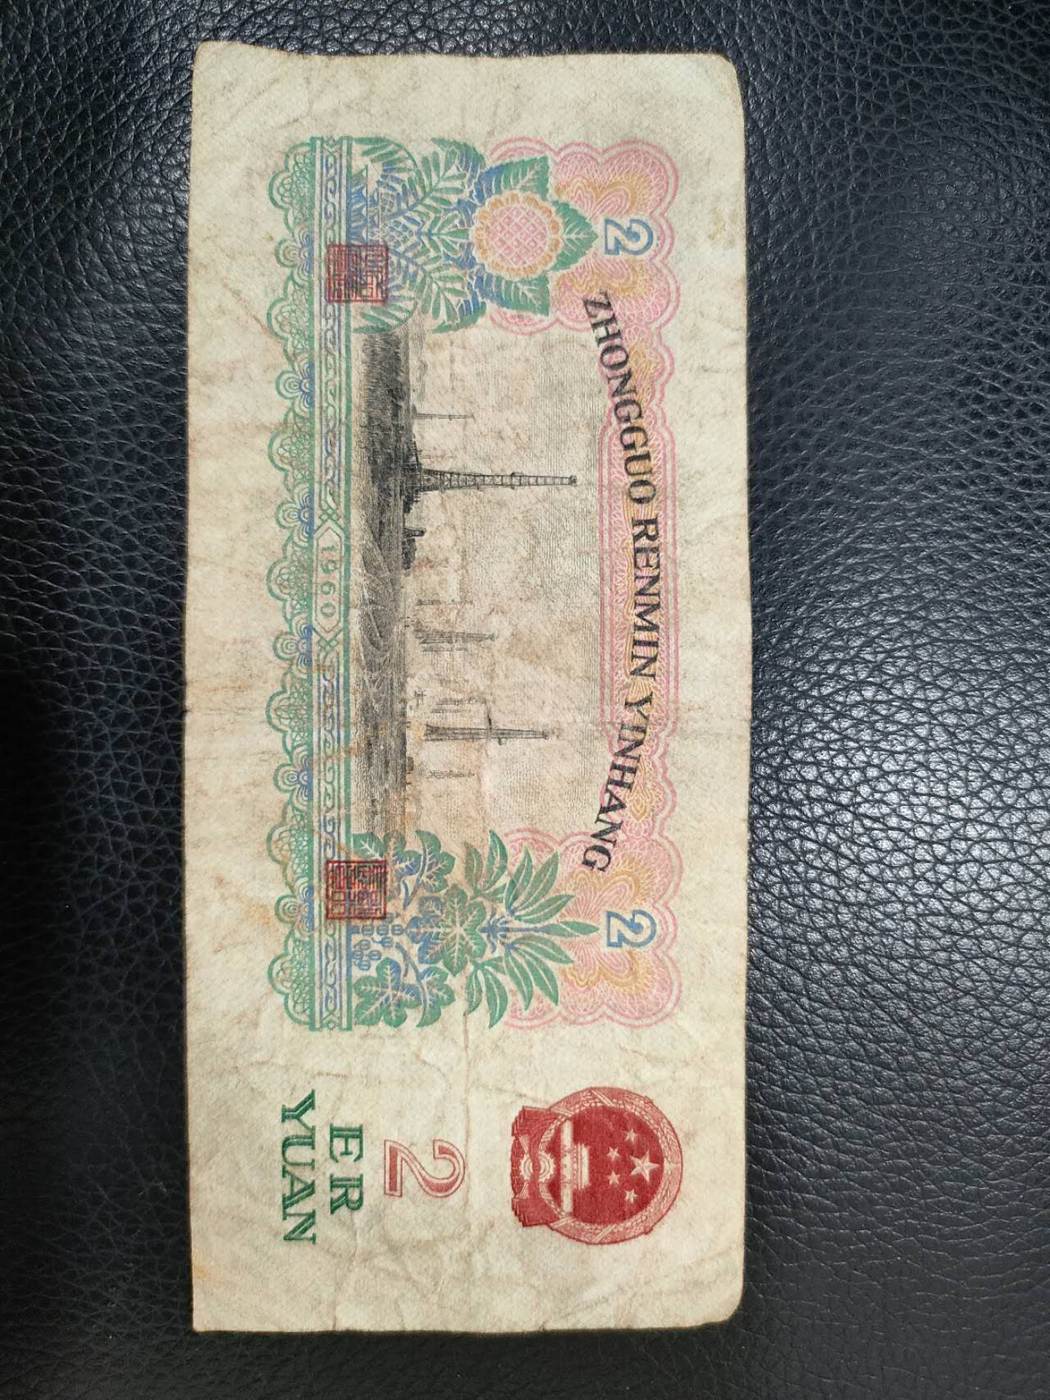 ZHONGGUO RENMIN YINHANG
2
2
2
ER
YUAN
1960